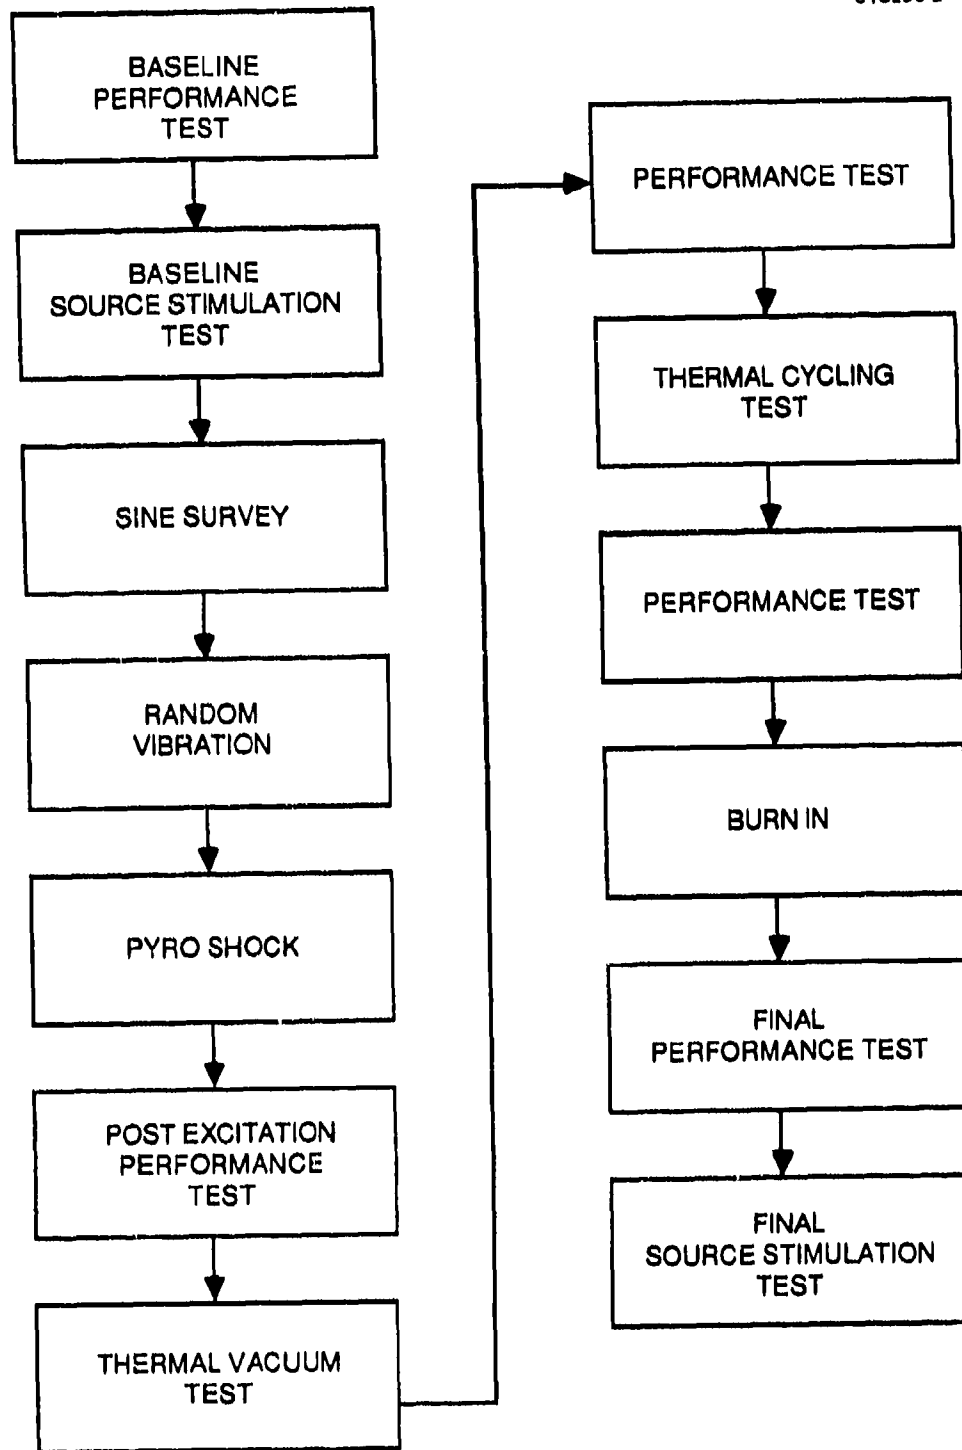 BASELINE
PERFORMANCE
TEST
BASELINE
SOURCE STIMULATION
TEST
SINE SURVEY
RANDOM
VIBRATION
PYRO SHOCK
POST EXCITATION
PERFORMANCE
TEST
THERMAL VACUUM
TEST
PERFORMANCE TEST
THERMAL CYCLING
TEST
PERFORMANCE TEST
BURN IN
FINAL
PERFORMANCE TEST
FINAL
SOURCE STIMULATION
TEST